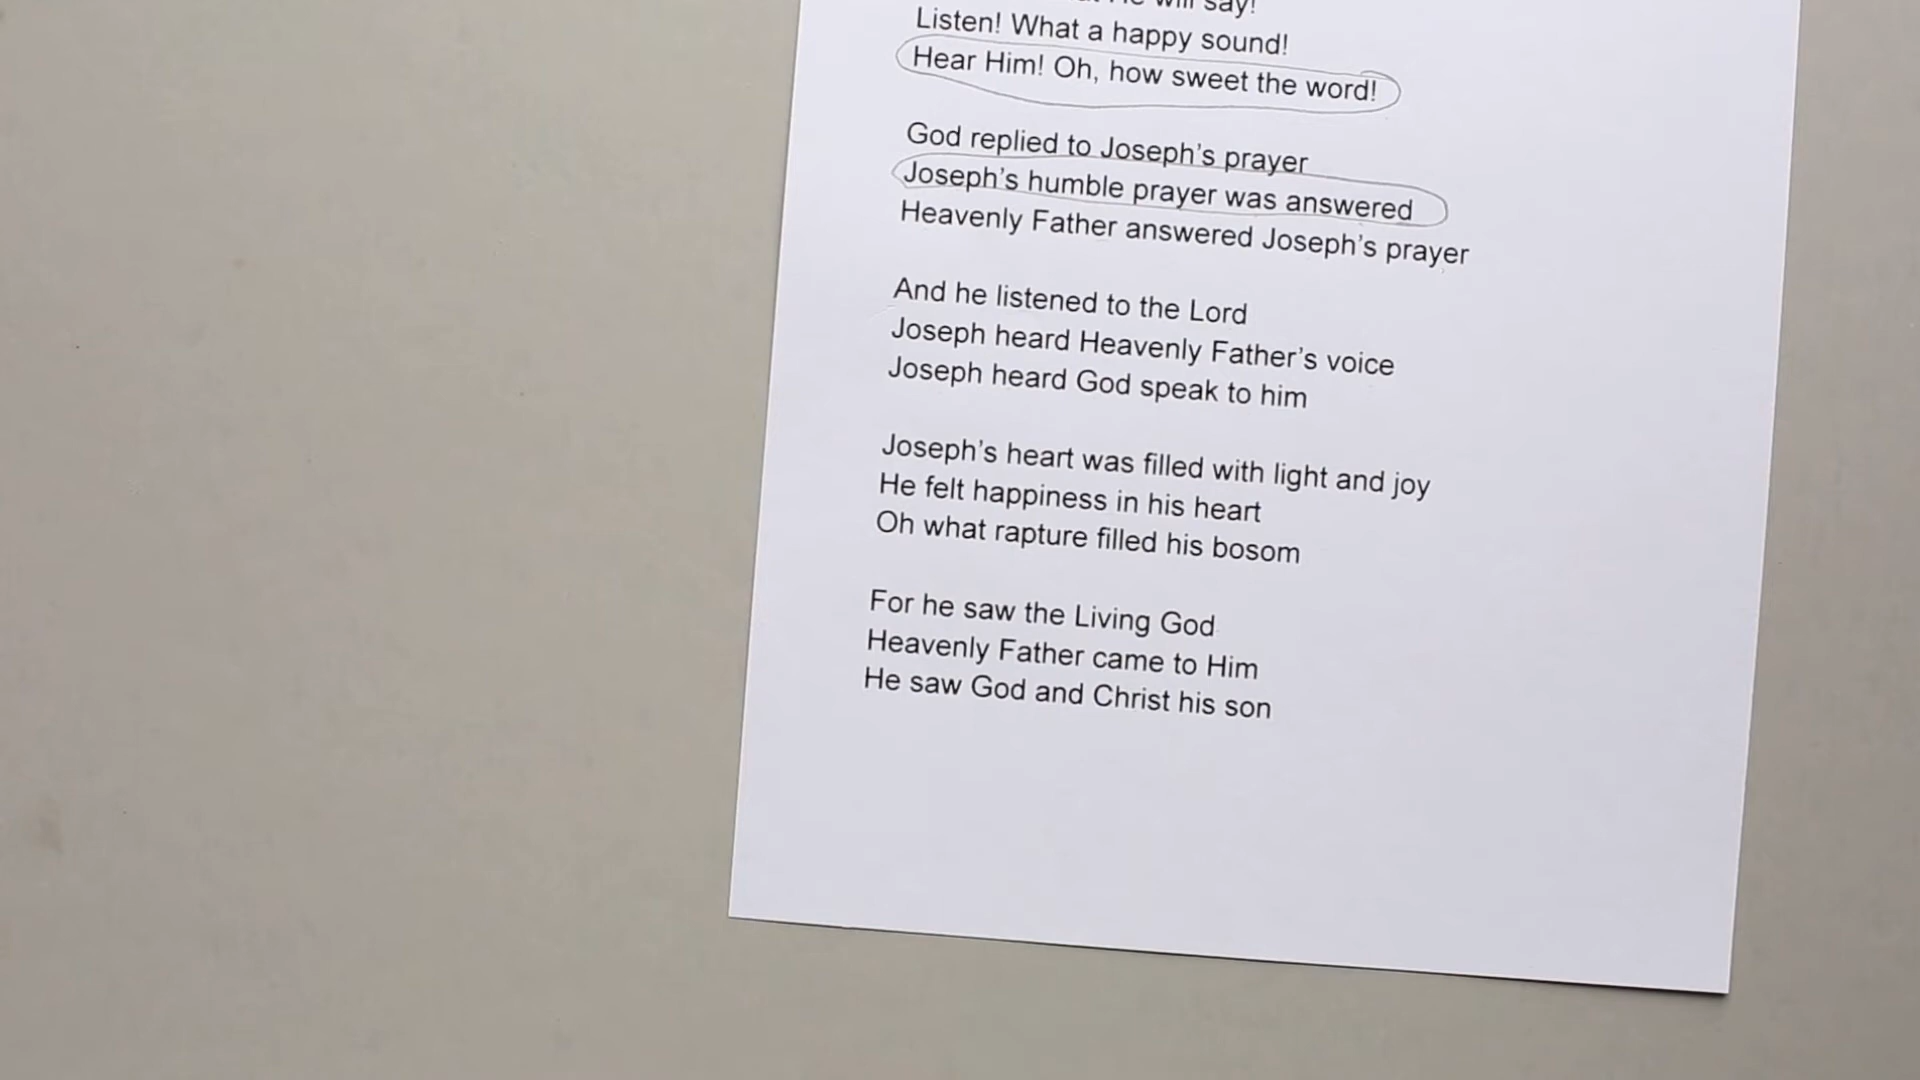 will say!
Listen! What a happy sound!
Hear Him! Oh, how sweet the word!
God replied to Joseph's prayer
Joseph's humble prayer was answered
Heavenly Father answered Joseph's prayer
And he listened to the Lord
Joseph heard Heavenly Father's voice
Joseph heard God speak to him
Joseph's heart was filled with light and joy
He felt happiness in his heart
Oh what rapture filled his bosom
For he saw the Living God
Heavenly Father came to Him
He saw God and Christ his son